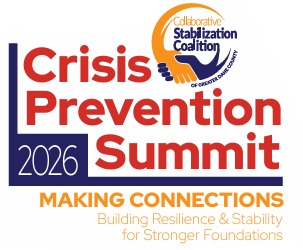 Collaborative
Stabilization
Coalition
OF GREATER DANE COUNTY
Crisis
Prevention
2026 Summit
MAKING CONNECTIONS
Building Resilience & Stability
for Stronger Foundations